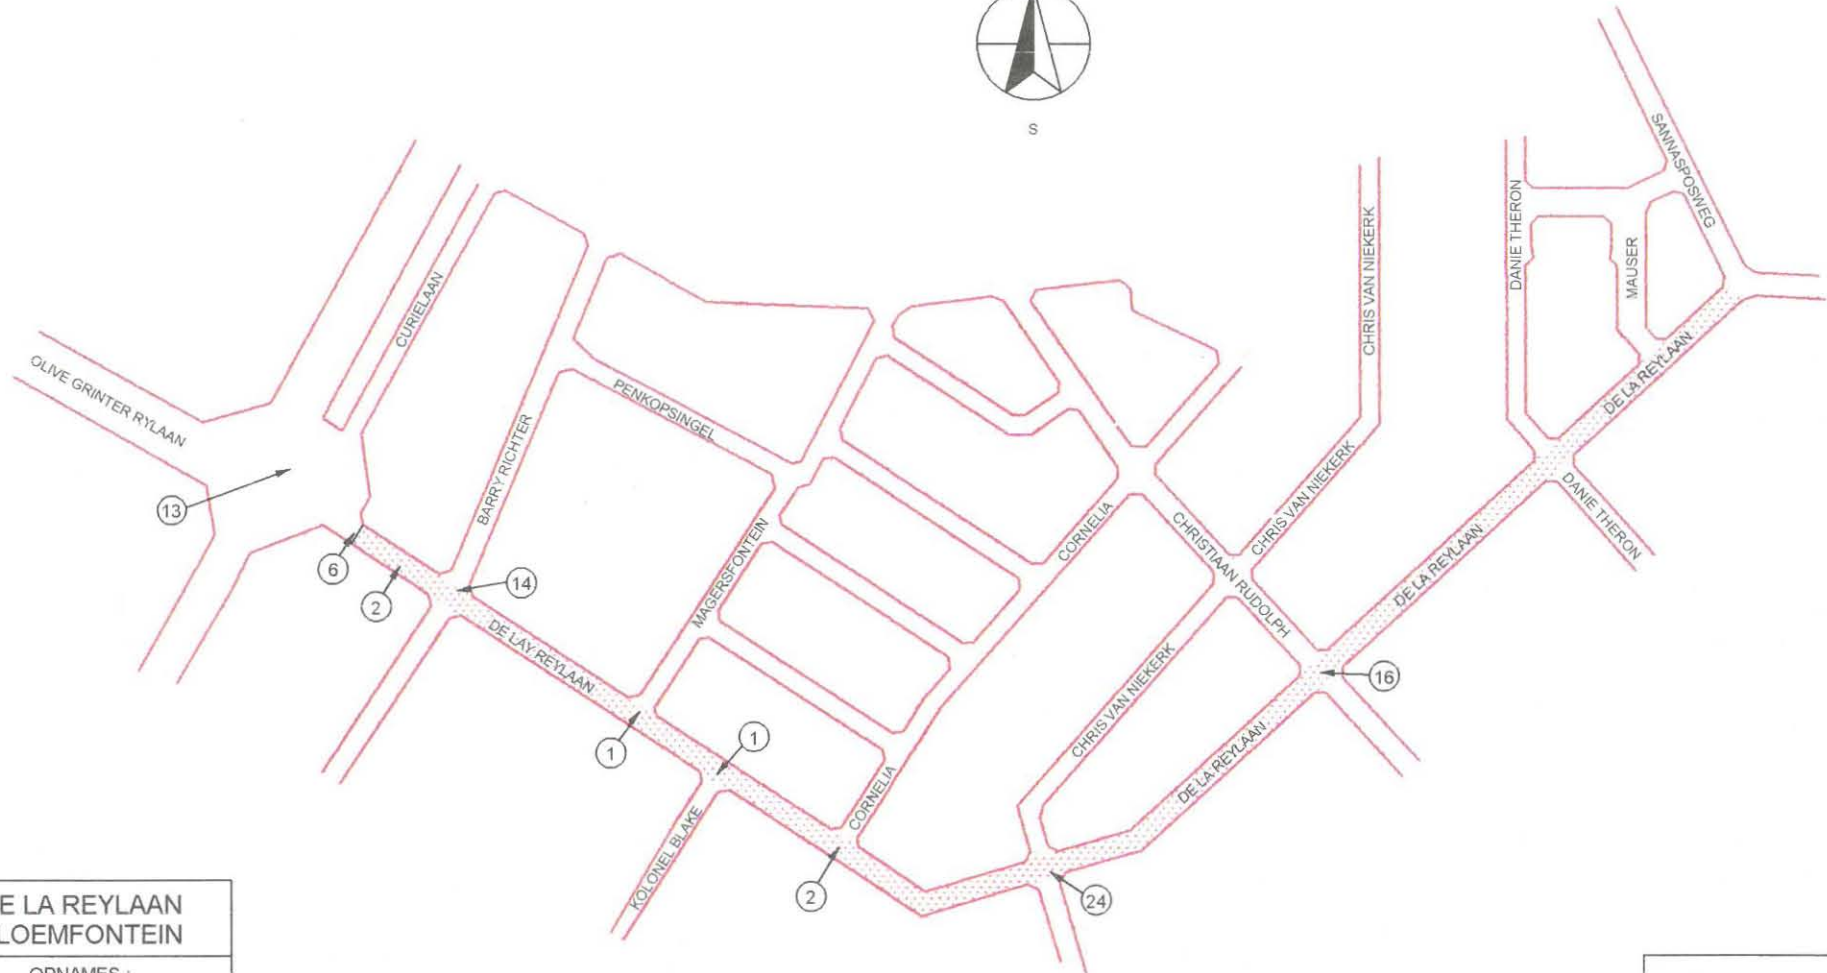 S
SANNASPOSWEG
DANIE THERON
CHRIS VAN NIEKERK
MAUSER
CURIELAAN
OLIVE GRINTER RYLAAN
PENKOPSINGEL
DE LA REYLAAN
BARRY RICHTER
13
CHRIS VAN NIEKERK
CORNELIA
CHRISTIAAN RUDOLPH
DANIE THERON
MAGERSFONTEIN
DE LA REYLAAN
6
2
14
DE LAY REYLAAN
CHRIS VAN NIEKERK
16
1
1
DE LA REYLAAN
CORNELIA
KOLONEL BLAKE
2
24
E LA REYLAAN
LOEMFONTEIN
OPNAMES :